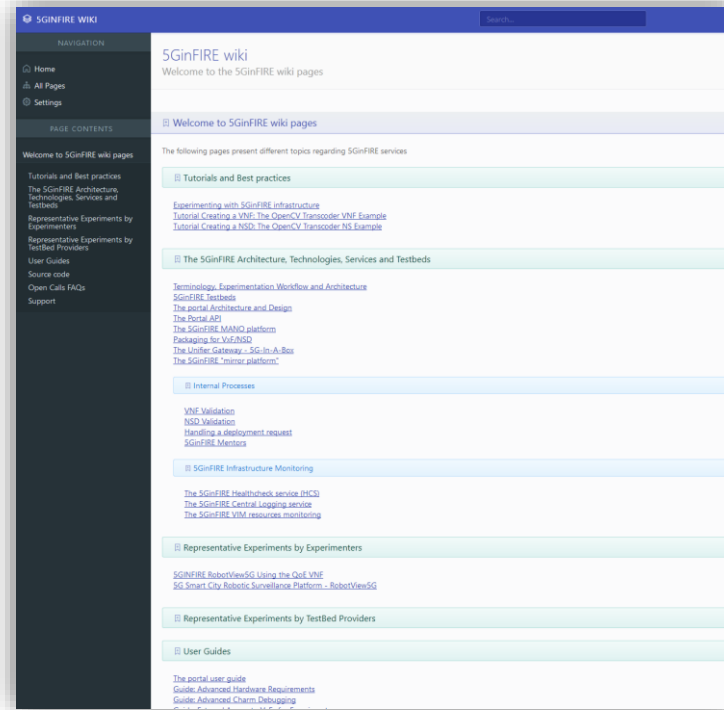 5GINFIRE WIKI
Search...
NAVIGATION
Home
All Pages
Settings
PAGE CONTENTS
Welcome to 5GinFIRE wiki pages
Tutorials and Best practices
The 5GinFIRE Architecture,
Technologies, Services and
Testbeds
Representative Experiments by
Experimenters
Representative Experiments by
TestBed Providers
User Guides
Source code
Open Calls FAQs
Support
5GinFIRE wiki
Welcome to the 5GinFIRE wiki pages
Welcome to 5GinFIRE wiki pages
The following pages present different topics regarding 5GinFIRE services
Tutorials and Best practices
Experimenting with 5GinFIRE infrastructure
Tutorial Creating a VNF: The OpenCV Transcoder VNF Example
Tutorial Creating a NSD: The OpenCV Transcoder NS Example
The 5GinFIRE Architecture, Technologies, Services and Testbeds
Terminology, Experimentation Workflow and Architecture
5GinFIRE Testbeds
The portal Architecture and Design
The Portal API
The 5GinFIRE MANO platform
Packaging for VxF/NSD
The Unifier Gateway - 5G-In-A-Box
The 5GinFIRE "mirror platform"
Internal Processes
VNF Validation
NSD Validation
Handling a deployment request
5GinFIRE Mentors
5GinFIRE Infrastructure Monitoring
The 5GinFIRE Healthcheck service (HCS)
The 5GinFIRE Central Logging service
The 5GinFIRE VIM resources monitoring
Representative Experiments by Experimenters
5GINFIRE RobotView5G Using the QoE VNF
5G Smart City Robotic Surveillance Platform - RobotView5G
Representative Experiments by TestBed Providers
User Guides
The portal user guide
Guide: Advanced Hardware Requirements
Guide: Advanced Charm Debugging